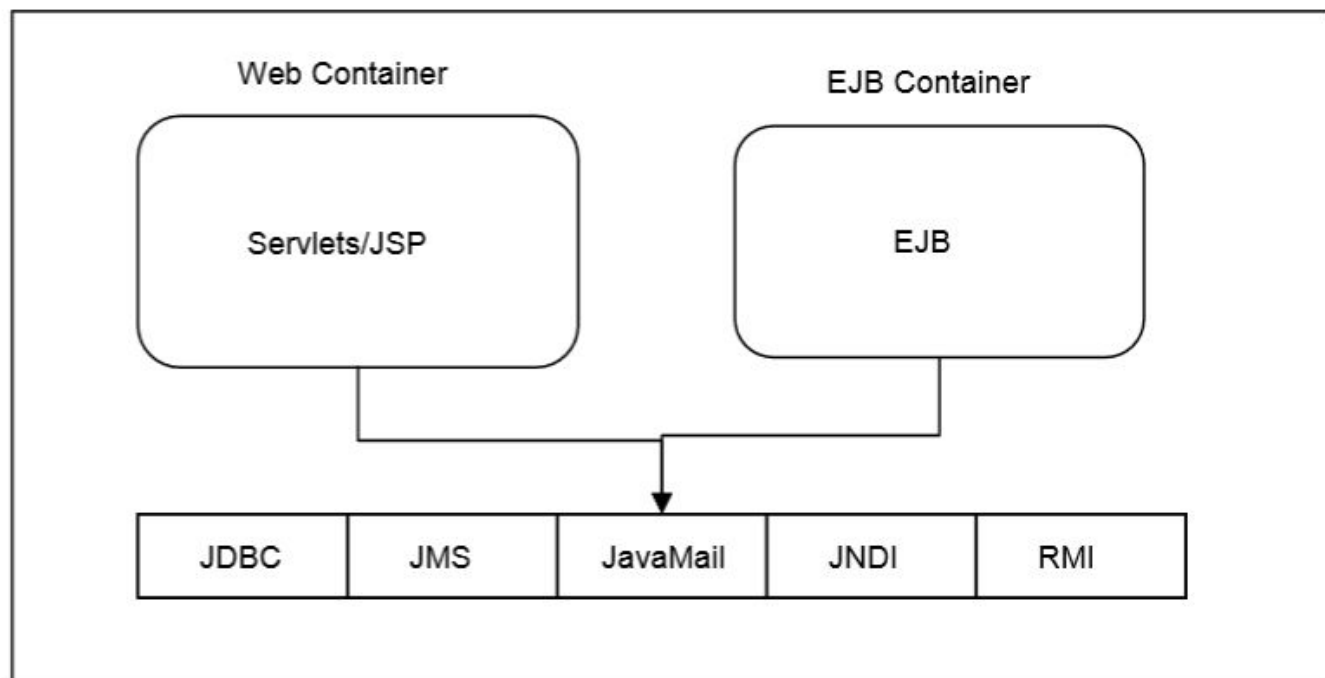 Web Container
EJB Container
Servlets/JSP
EJB
JDBC
JMS
JavaMail
JNDI
RMI